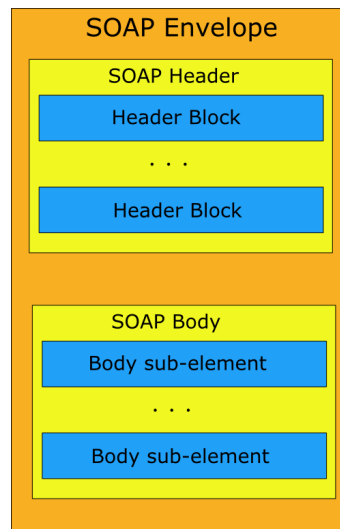 SOAP Envelope
SOAP Header
Header Block
. . .
Header Block
SOAP Body
Body sub-element
. . .
Body sub-element